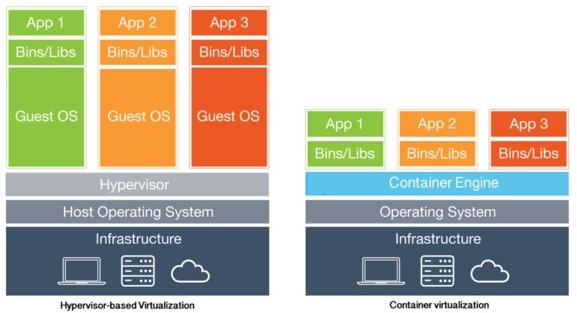 App 1
App 2
App 3
Bins/Libs
Bins/Libs
Bins/Libs
Guest OS
Guest OS
Guest OS
Hypervisor
Host Operating System
Infrastructure
Hypervisor-based Virtualization
App 1
App 2
App 3
Bins/Libs
Bins/Libs
Bins/Libs
Container Engine
Operating System
Infrastructure
Container virtualization